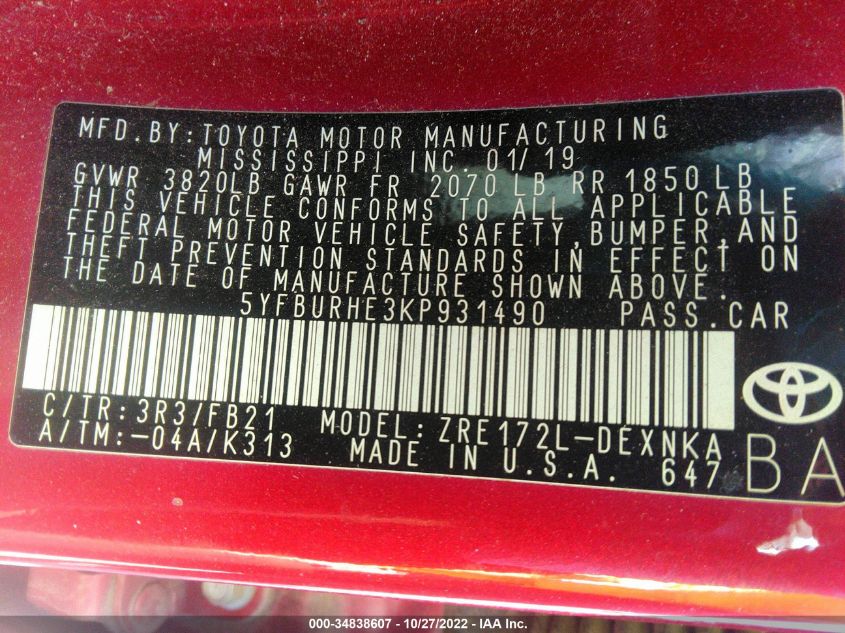 MFD.BY:TOYOTA MOTOR MANUFACTURING
MISSISSIPPI INC. 01/19
GVWR 3820LB GAWR FR 2070 LB RR 1850 LB
THIS VEHICLE CONFORMS TO ALL APPLICABLE
FEDERAL MOTOR VEHICLE SAFETY,BUMPER,AND
THEFT PREVENTION STANDARDS IN EFFECT ON
THE DATE OF MANUFACTURE SHOWN ABOVE.
5YFBURHE3KP931490 PASS.CAR
C/TR:3R3/FB21 MODEL:ZRE172L-DEXNKA
A/TM:-04A/K313 MADE IN U.S.A. 647 BA
000-34838607 - 10/27/2022 - IAA Inc.